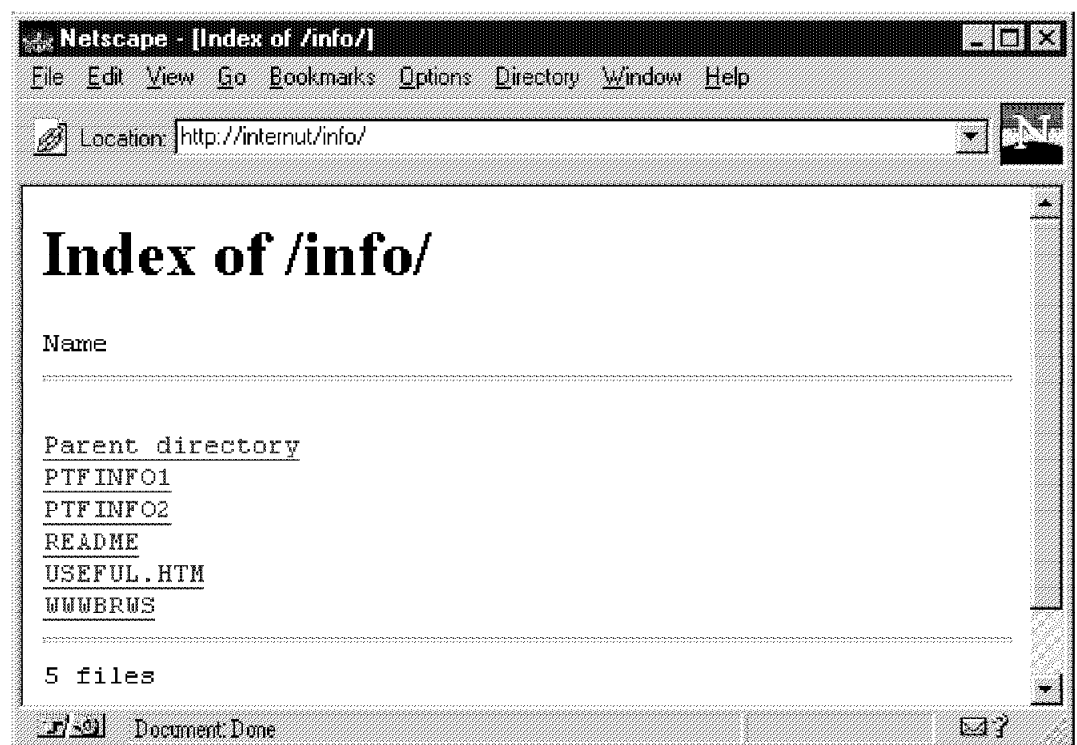 Netscape - [Index of /info/]
File Edit View Go Bookmarks Options Directory Window Help
Location: http://internut/info/
N
Index of /info/
Name
Parent directory
PTFINFO1
PTFINFO2
README
USEFUL.HTM
WWWBRWS
5 files
Document: Done
?